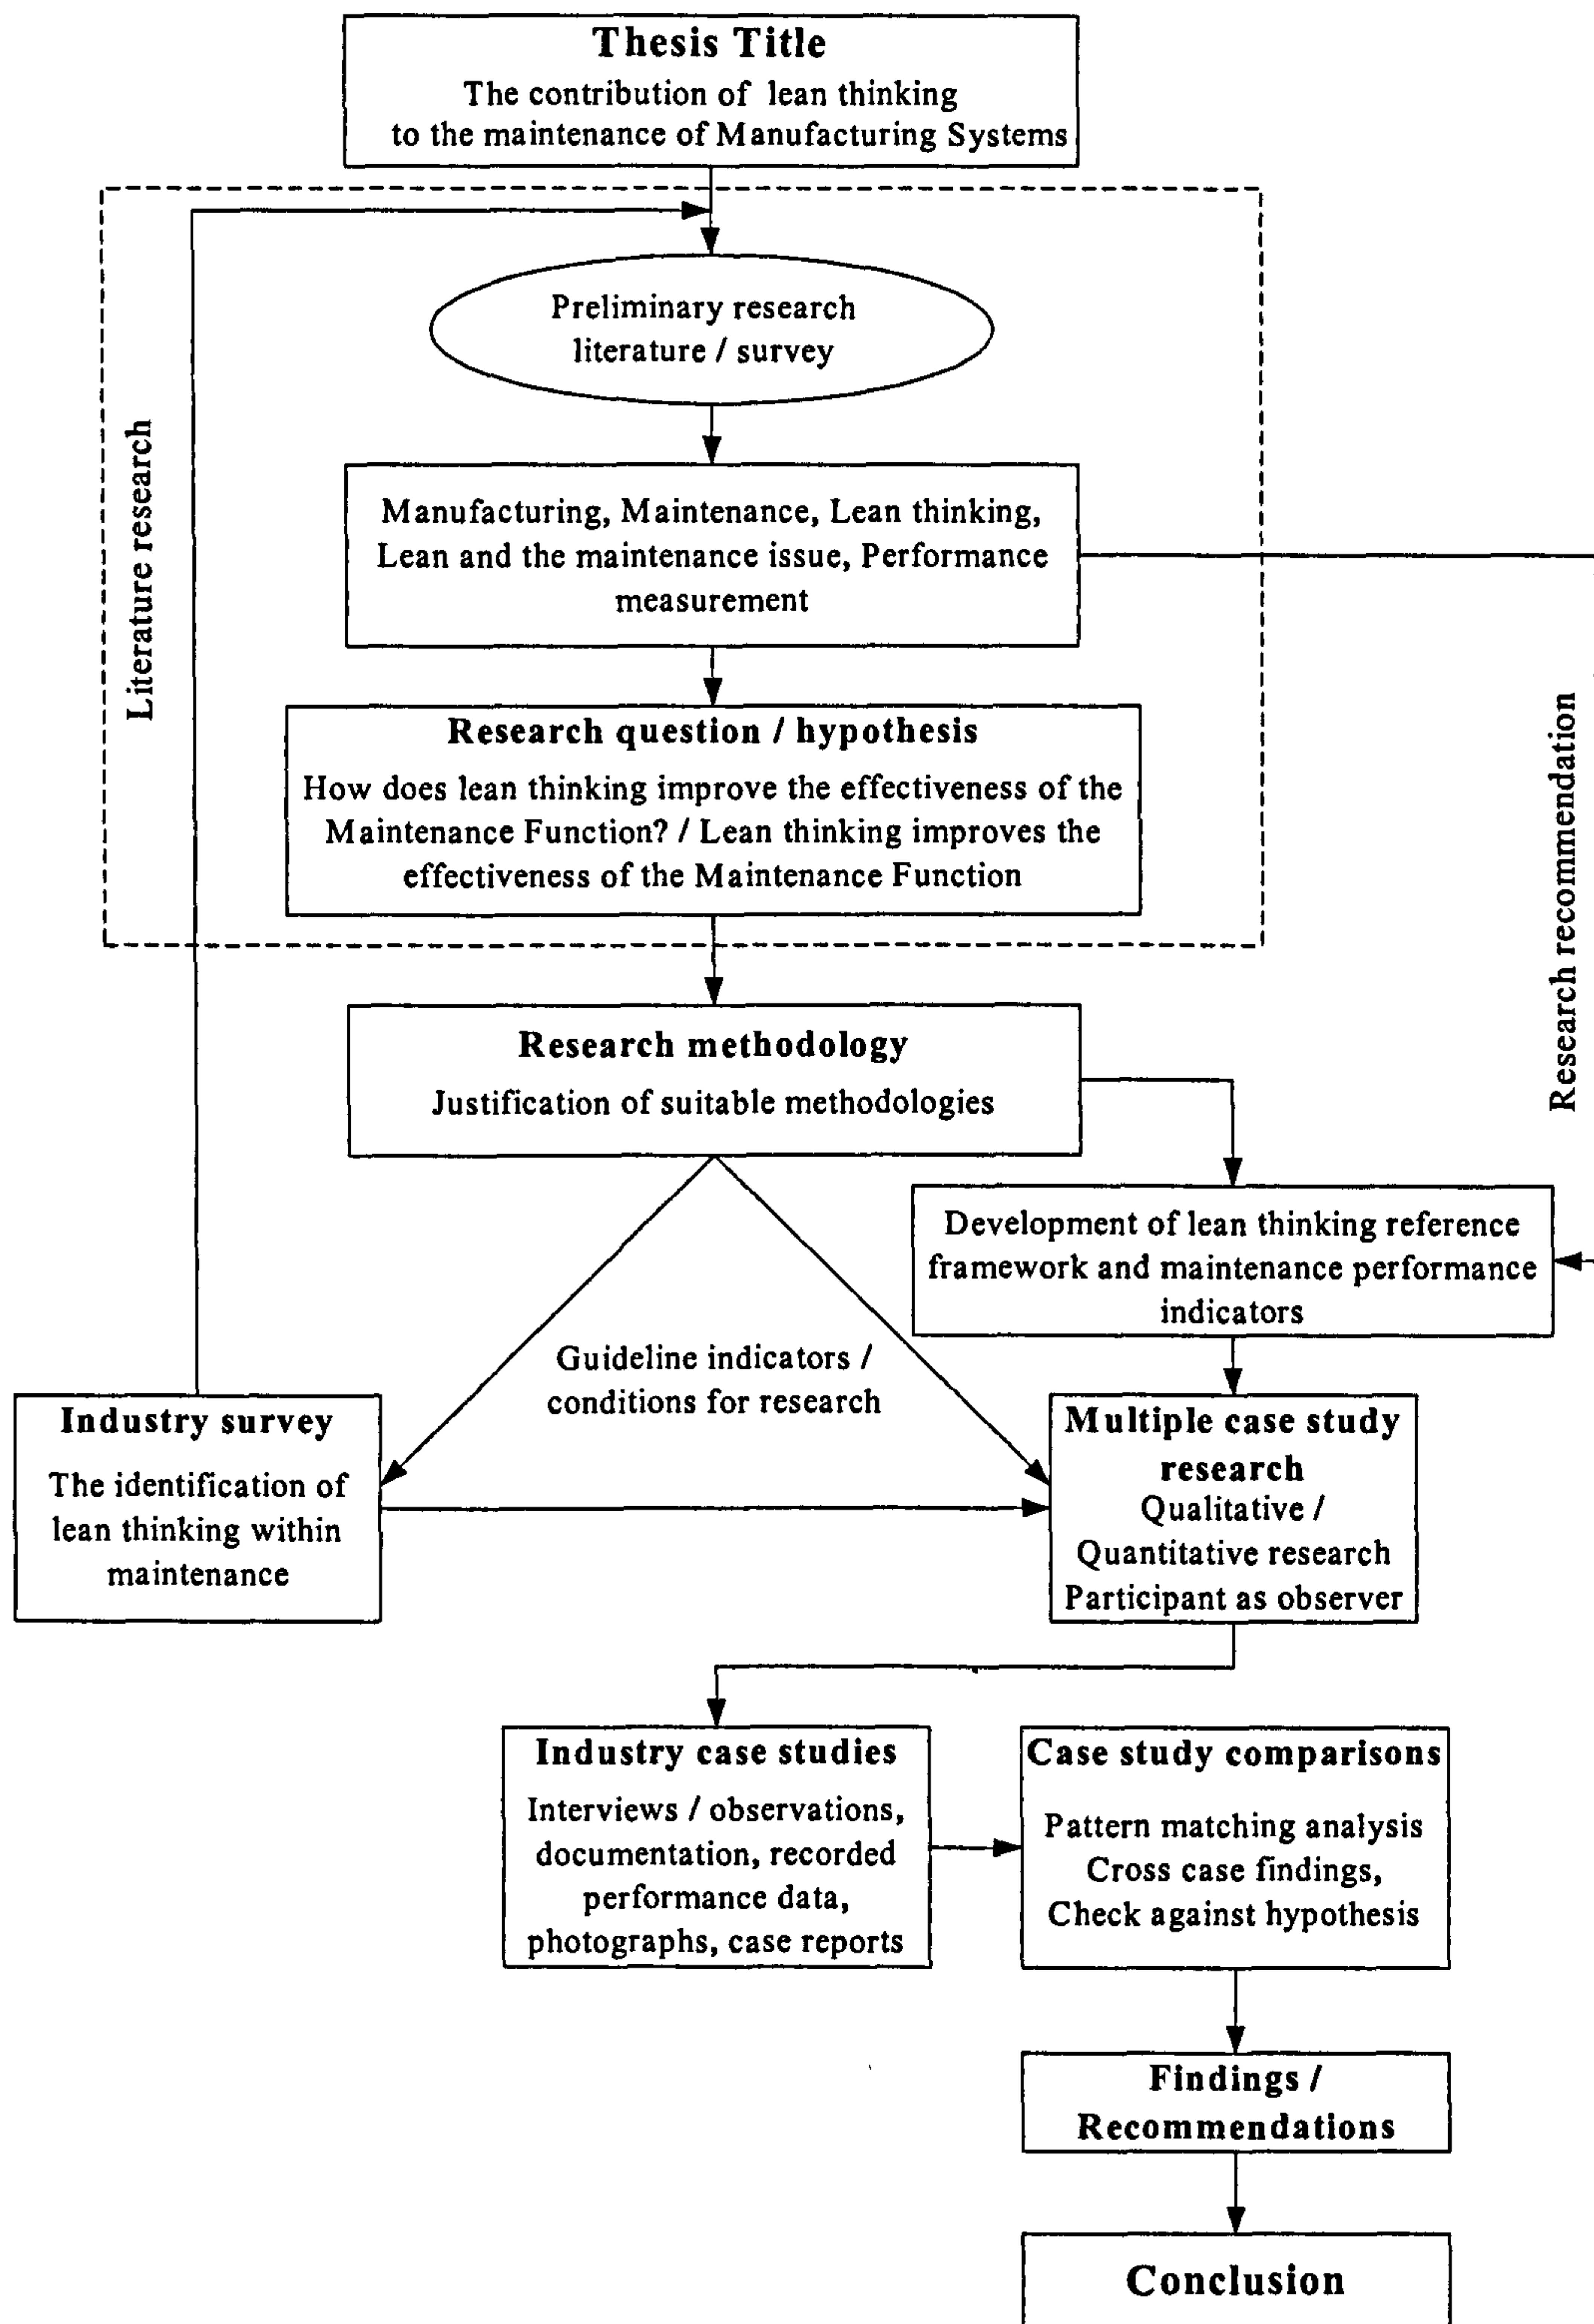 Thesis Title
The contribution of lean thinking
to the maintenance of Manufacturing Systems
Literature research
Preliminary research
literature / survey
Manufacturing, Maintenance, Lean thinking,
Lean and the maintenance issue, Performance
measurement
Research question / hypothesis
How does lean thinking improve the effectiveness of the
Maintenance Function? / Lean thinking improves the
effectiveness of the Maintenance Function
Research recommendation
Research methodology
Justification of suitable methodologies
Development of lean thinking reference
framework and maintenance performance
indicators
Guideline indicators /
conditions for research
Industry survey
The identification of
lean thinking within
maintenance
Multiple case study
research
Qualitative /
Quantitative research
Participant as observer
Industry case studies
Interviews / observations,
documentation, recorded
performance data,
photographs, case reports
Case study comparisons
Pattern matching analysis
Cross case findings,
Check against hypothesis
Findings /
Recommendations
Conclusion